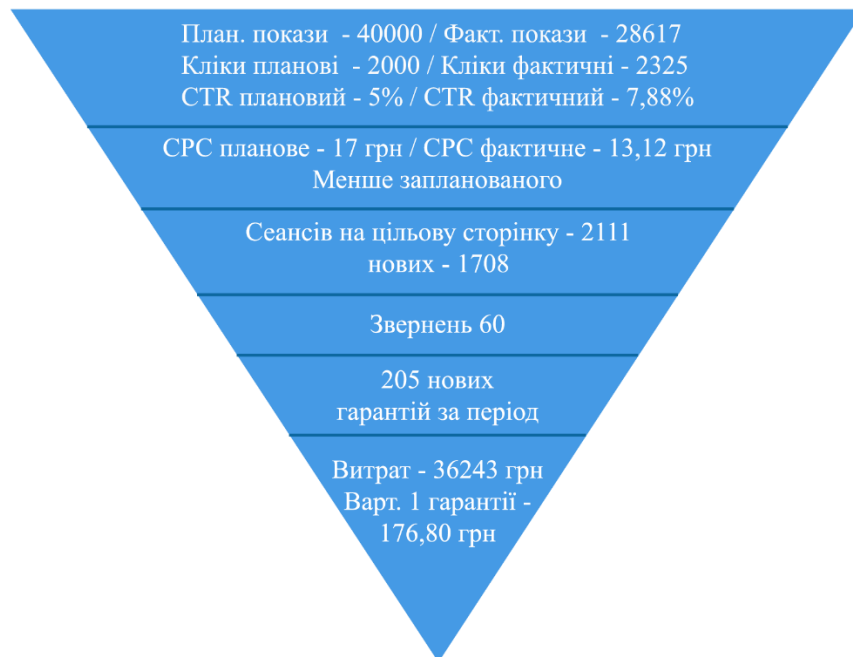 План. покази - 40000 / Факт. покази - 28617
Кліки планові - 2000 / Кліки фактичні - 2325
CTR плановий - 5% / CTR фактичний - 7,88%
CPC планове - 17 грн / CPC фактичне - 13,12 грн
Менше запланованого
Сеансів на цільову сторінку - 2111
нових - 1708
Звернень 60
205 нових
гарантій за період
Витрат - 36243 грн
Варт. 1 гарантії -
176,80 грн